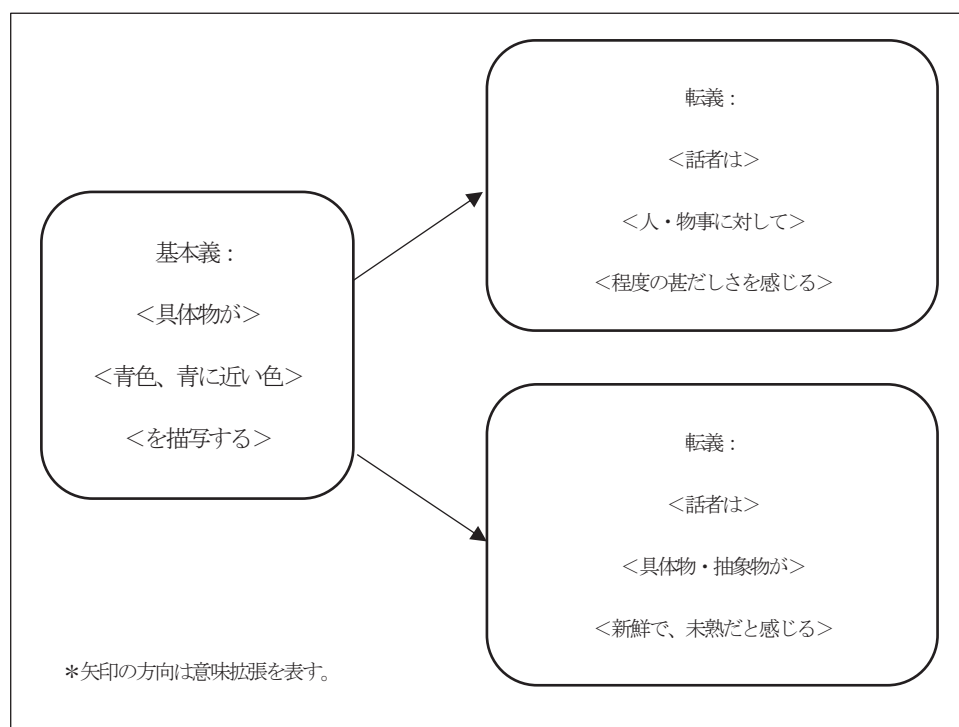 基本義：
＜具体物が＞
＜青色、青に近い色＞
＜を描写する＞
転義：
＜話者は＞
＜人・物事に対して＞
＜程度の甚だしさを感じる＞
転義：
＜話者は＞
＜具体物・抽象物が＞
＜新鮮で、未熟だと感じる＞
＊矢印の方向は意味拡張を表す。